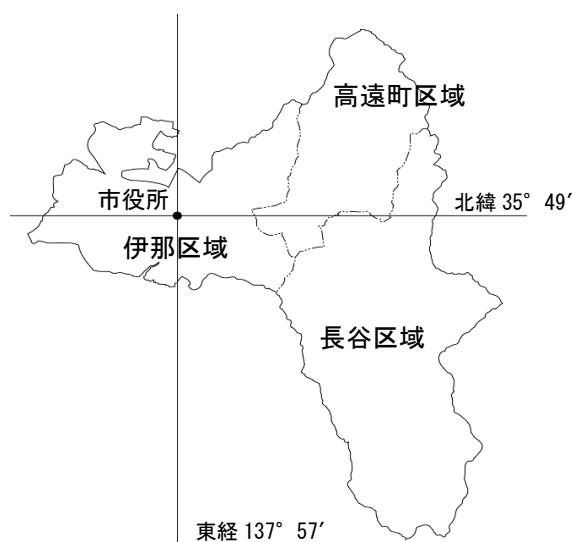 高遠町区域
市役所
北緯 35° 49′
伊那区域
長谷区域
東経 137° 57′